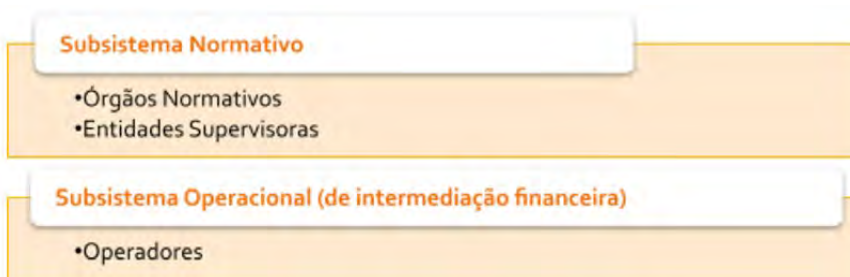 Subsistema Normativo
•Órgãos Normativos
•Entidades Supervisoras
Subsistema Operacional (de intermediação financeira)
•Operadores